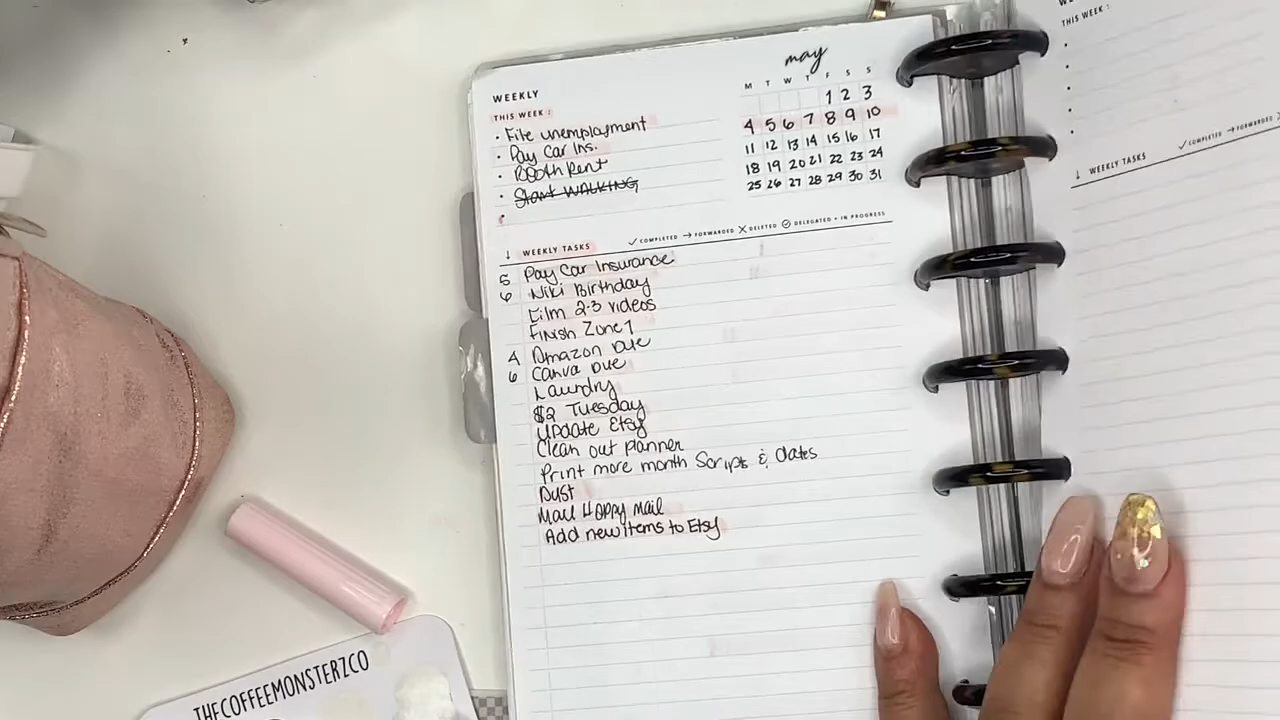 WEEKLY
THIS WEEK :
• File unemployment
• Pay Car Ins.
• Booth Rent
• Start WALKING
•
may
M T W T F S S
1 2 3
4 5 6 7 8 9 10
11 12 13 14 15 16 17
18 19 20 21 22 23 24
25 26 27 28 29 30 31
↓ WEEKLY TASKS
✓ COMPLETED → FORWARDED X DELETED ⊘ DELEGATED • IN PROGRESS
5 Pay Car Insurance
6 Niki Birthday
Film 2-3 videos
Finish Zone 1
4 Amazon Due
6 Canva Due
Laundry
$2 Tuesday
Update Etsy
Clean out planner
Print more month Scripts & dates
Dust
Mail Happy Mail
Add new items to Etsy
THIS WEEK :
↓ WEEKLY TASKS
✓ COMPLETED → FORWARDED
THECOFFEEMONSTERZCO